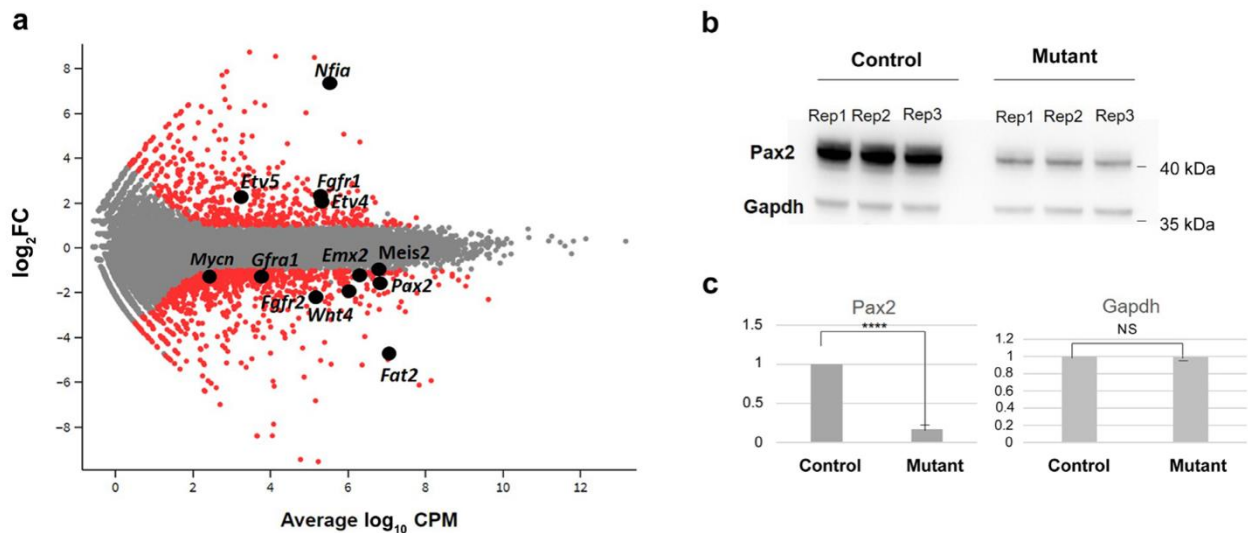 a
log₂FC
8
6
4
2
0
−2
−4
−6
−8
Nfia
Etv5
Fgfr1
Etv4
Mycn
Gfra1
Emx2
Meis2
Pax2
Fgfr2
Wnt4
Fat2
0 2 4 6 8 10 12
Average log₁₀ CPM
b
Control Mutant
Rep1 Rep2 Rep3 Rep1 Rep2 Rep3
Pax2
40 kDa
Gapdh
35 kDa
c
Pax2
1.5
1
0.5
0
****
Control Mutant
Gapdh
1.2
1
0.8
0.6
0.4
0.2
0
NS
Control Mutant